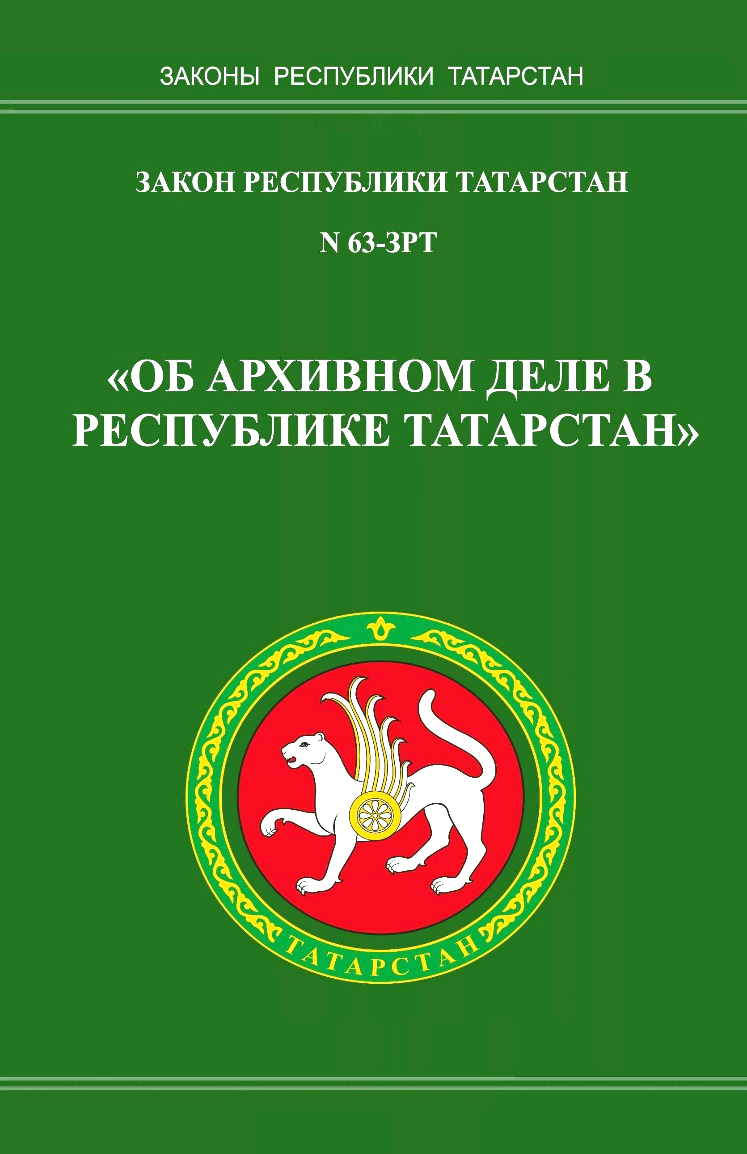 ЗАКОНЫ РЕСПУБЛИКИ ТАТАРСТАН
ЗАКОН РЕСПУБЛИКИ ТАТАРСТАН
N 63-ЗРТ
«ОБ АРХИВНОМ ДЕЛЕ В
РЕСПУБЛИКЕ ТАТАРСТАН»
ТАТАРСТАН